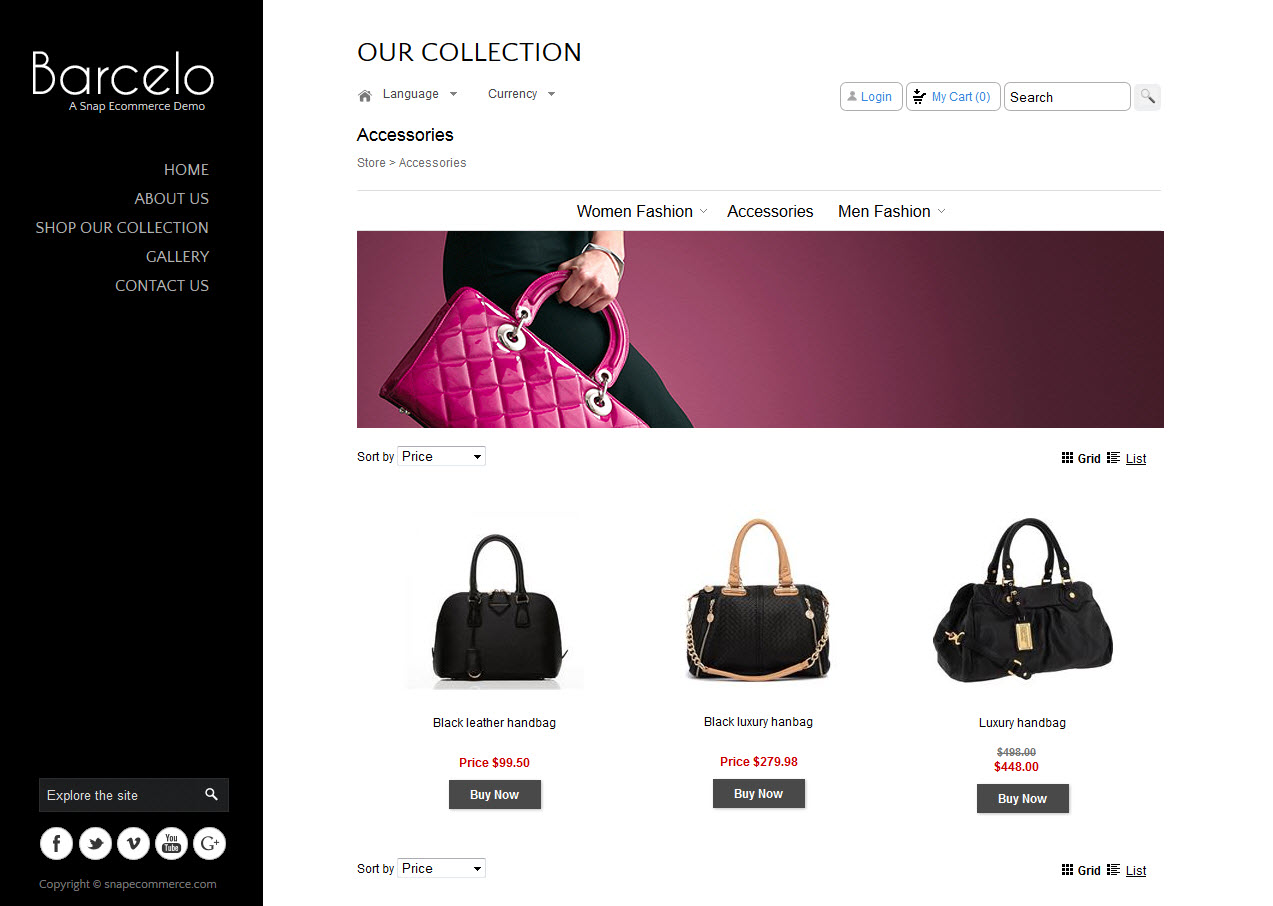 Barcelo
A Snap Ecommerce Demo
HOME
ABOUT US
SHOP OUR COLLECTION
GALLERY
CONTACT US
Explore the site
f
You
Tube
G+
Copyright © snapecommerce.com
OUR COLLECTION
Language Currency
Login My Cart (0) Search
Accessories
Store > Accessories
Women Fashion Accessories Men Fashion
Sort by Price Grid List
Black leather handbag
Price $99.50
Buy Now
Black luxury hanbag
Price $279.98
Buy Now
Luxury handbag
$498.00
$448.00
Buy Now
Sort by Price Grid List